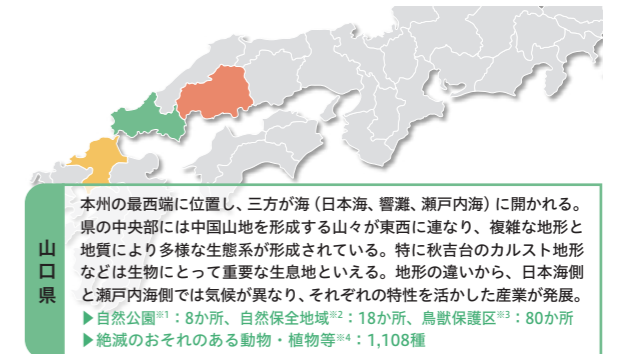 山口県
本州の最西端に位置し、三方が海（日本海、響灘、瀬戸内海）に開かれる。
県の中央部には中国山地を形成する山々が東西に連なり、複雑な地形と
地質により多様な生態系が形成されている。特に秋吉台のカルスト地形
などは生物にとって重要な生息地といえる。地形の違いから、日本海側
と瀬戸内海側では気候が異なり、それぞれの特性を活かした産業が発展。
▶自然公園※1：8か所、自然保全地域※2：18か所、鳥獣保護区※3：80か所
▶絶滅のおそれのある動物・植物等※4：1,108種